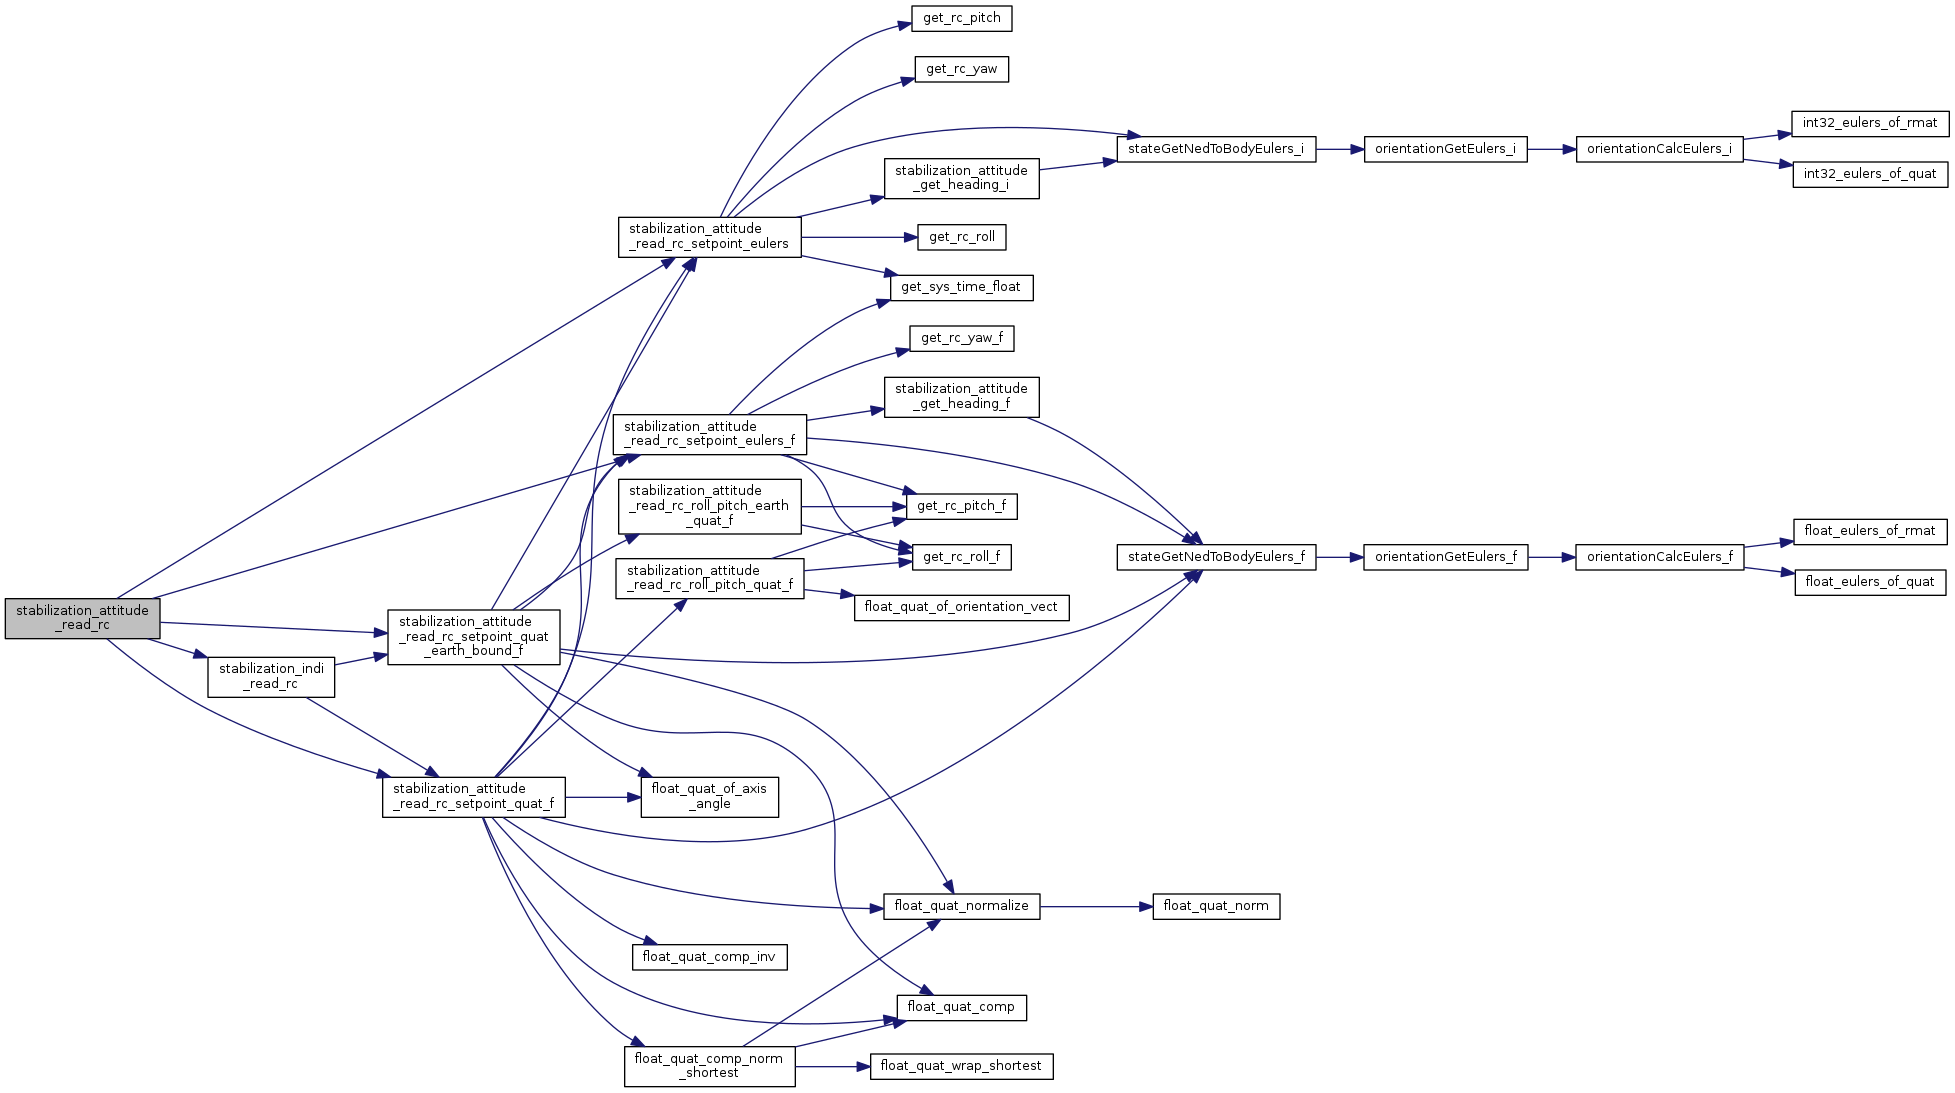 get_rc_pitch
get_rc_yaw
int32_eulers_of_rmat
stateGetNedToBodyEulers_i
orientationGetEulers_i
orientationCalcEulers_i
stabilization_attitude
_get_heading_i
int32_eulers_of_quat
stabilization_attitude
_read_rc_setpoint_eulers
get_rc_roll
get_sys_time_float
get_rc_yaw_f
stabilization_attitude
_get_heading_f
stabilization_attitude
_read_rc_setpoint_eulers_f
stabilization_attitude
_read_rc_roll_pitch_earth
_quat_f
get_rc_pitch_f
float_eulers_of_rmat
get_rc_roll_f
stateGetNedToBodyEulers_f
orientationGetEulers_f
orientationCalcEulers_f
stabilization_attitude
_read_rc_roll_pitch_quat_f
float_eulers_of_quat
float_quat_of_orientation_vect
stabilization_attitude
_read_rc
stabilization_attitude
_read_rc_setpoint_quat
_earth_bound_f
stabilization_indi
_read_rc
stabilization_attitude
_read_rc_setpoint_quat_f
float_quat_of_axis
_angle
float_quat_normalize
float_quat_norm
float_quat_comp_inv
float_quat_comp
float_quat_comp_norm
_shortest
float_quat_wrap_shortest